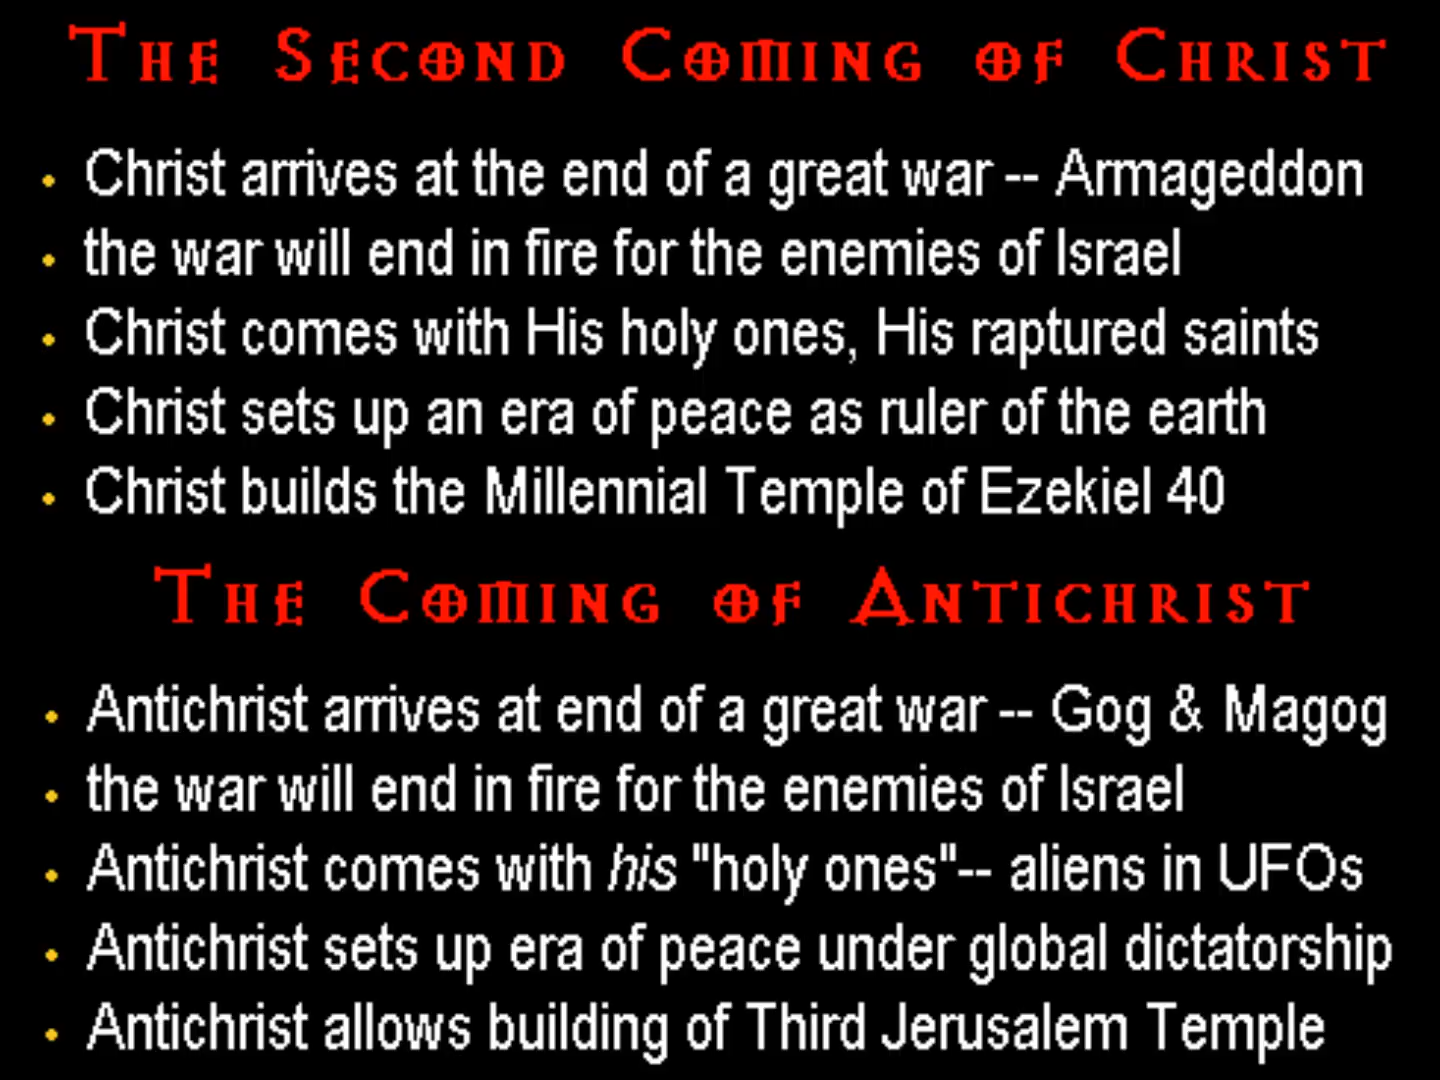 The Second Coming of Christ
• Christ arrives at the end of a great war -- Armageddon
• the war will end in fire for the enemies of Israel
• Christ comes with His holy ones, His raptured saints
• Christ sets up an era of peace as ruler of the earth
• Christ builds the Millennial Temple of Ezekiel 40
The Coming of Antichrist
• Antichrist arrives at end of a great war -- Gog & Magog
• the war will end in fire for the enemies of Israel
• Antichrist comes with his "holy ones"-- aliens in UFOs
• Antichrist sets up era of peace under global dictatorship
• Antichrist allows building of Third Jerusalem Temple